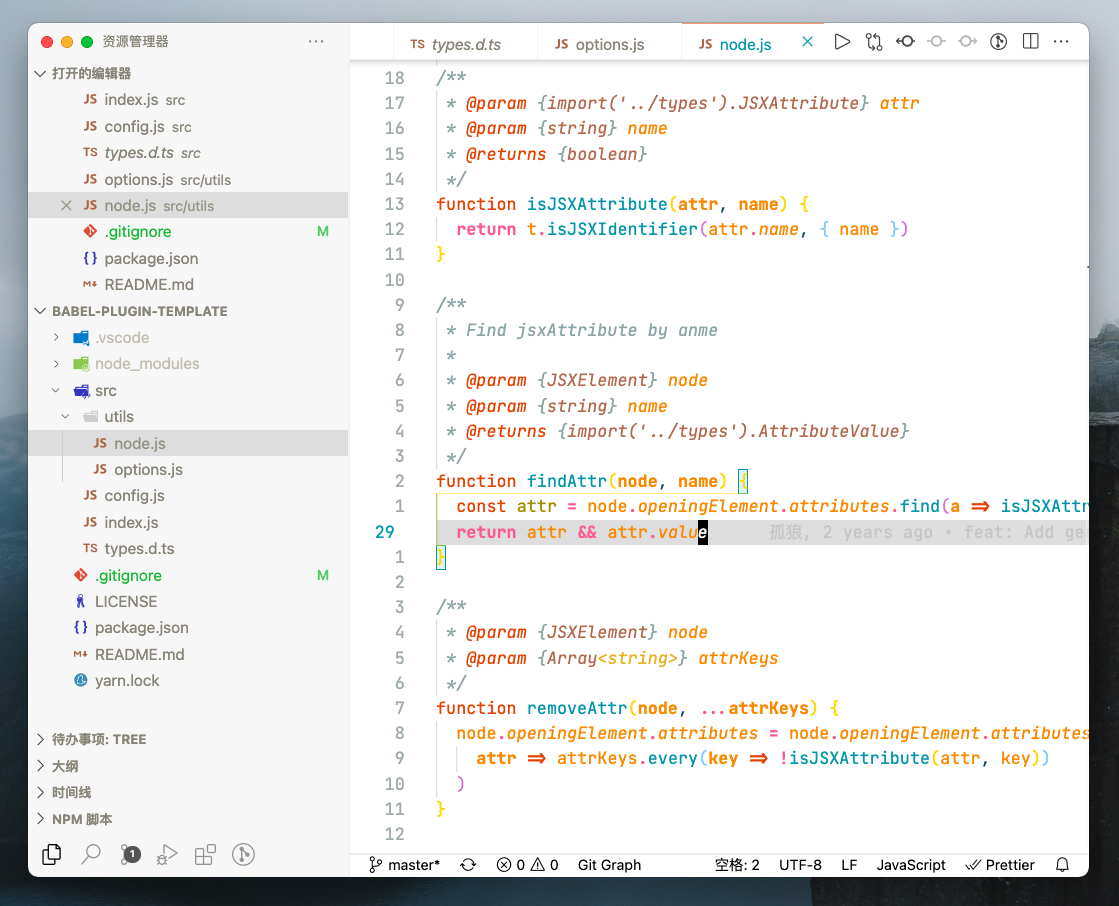 资源管理器 ···
打开的编辑器
JS index.js src
JS config.js src
TS types.d.ts src
JS options.js src/utils
JS node.js src/utils
.gitignore M
{} package.json
M↓ README.md
BABEL-PLUGIN-TEMPLATE
.vscode
node_modules
src
utils
JS node.js
JS options.js
JS config.js
JS index.js
TS types.d.ts
.gitignore M
LICENSE
{} package.json
M↓ README.md
yarn.lock
待办事项: TREE
大纲
时间线
NPM 脚本
1
TS types.d.ts JS options.js JS node.js ···
18 /**
17 * @param {import('../types').JSXAttribute} attr
16 * @param {string} name
15 * @returns {boolean}
14 */
13 function isJSXAttribute(attr, name) {
12 return t.isJSXIdentifier(attr.name, { name })
11 }
10
9 /**
8 * Find jsxAttribute by anme
7 *
6 * @param {JSXElement} node
5 * @param {string} name
4 * @returns {import('../types').AttributeValue}
3 */
2 function findAttr(node, name) {
1 const attr = node.openingElement.attributes.find(a => isJSXAttr
29 return attr && attr.value 孤狼, 2 years ago • feat: Add ge
1 }
2
3 /**
4 * @param {JSXElement} node
5 * @param {Array<string>} attrKeys
6 */
7 function removeAttr(node, ...attrKeys) {
8 node.openingElement.attributes = node.openingElement.attributes
9 attr => attrKeys.every(key => !isJSXAttribute(attr, key))
10 )
11 }
12
master* 0 0 Git Graph 空格: 2 UTF-8 LF JavaScript Prettier